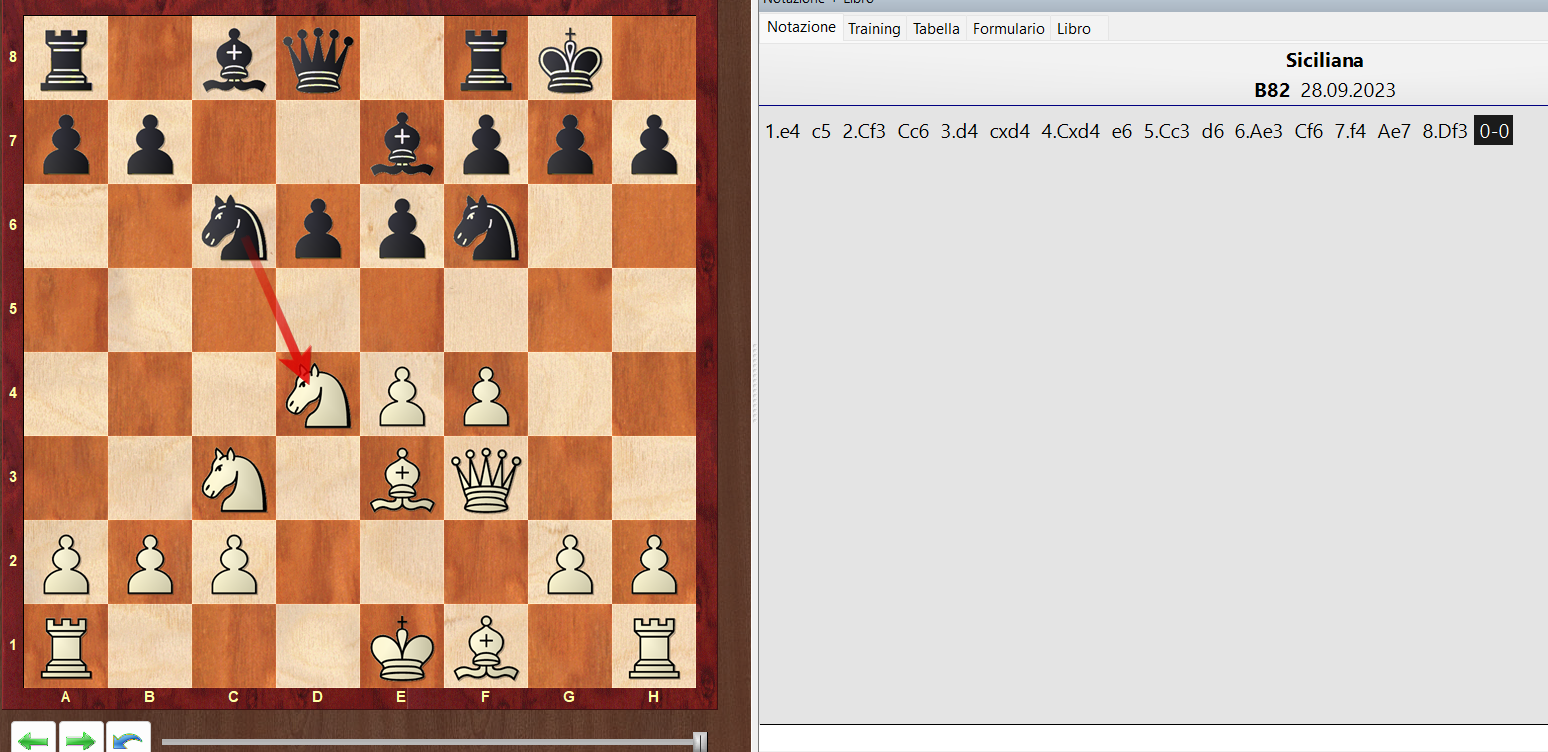 Notazione + Libro
Notazione Training Tabella Formulario Libro
Siciliana
B82 28.09.2023
1.e4 c5 2.Cf3 Cc6 3.d4 cxd4 4.Cxd4 e6 5.Cc3 d6 6.Ae3 Cf6 7.f4 Ae7 8.Df3 0-0
8
7
6
5
4
3
2
1
A B C D E F G H